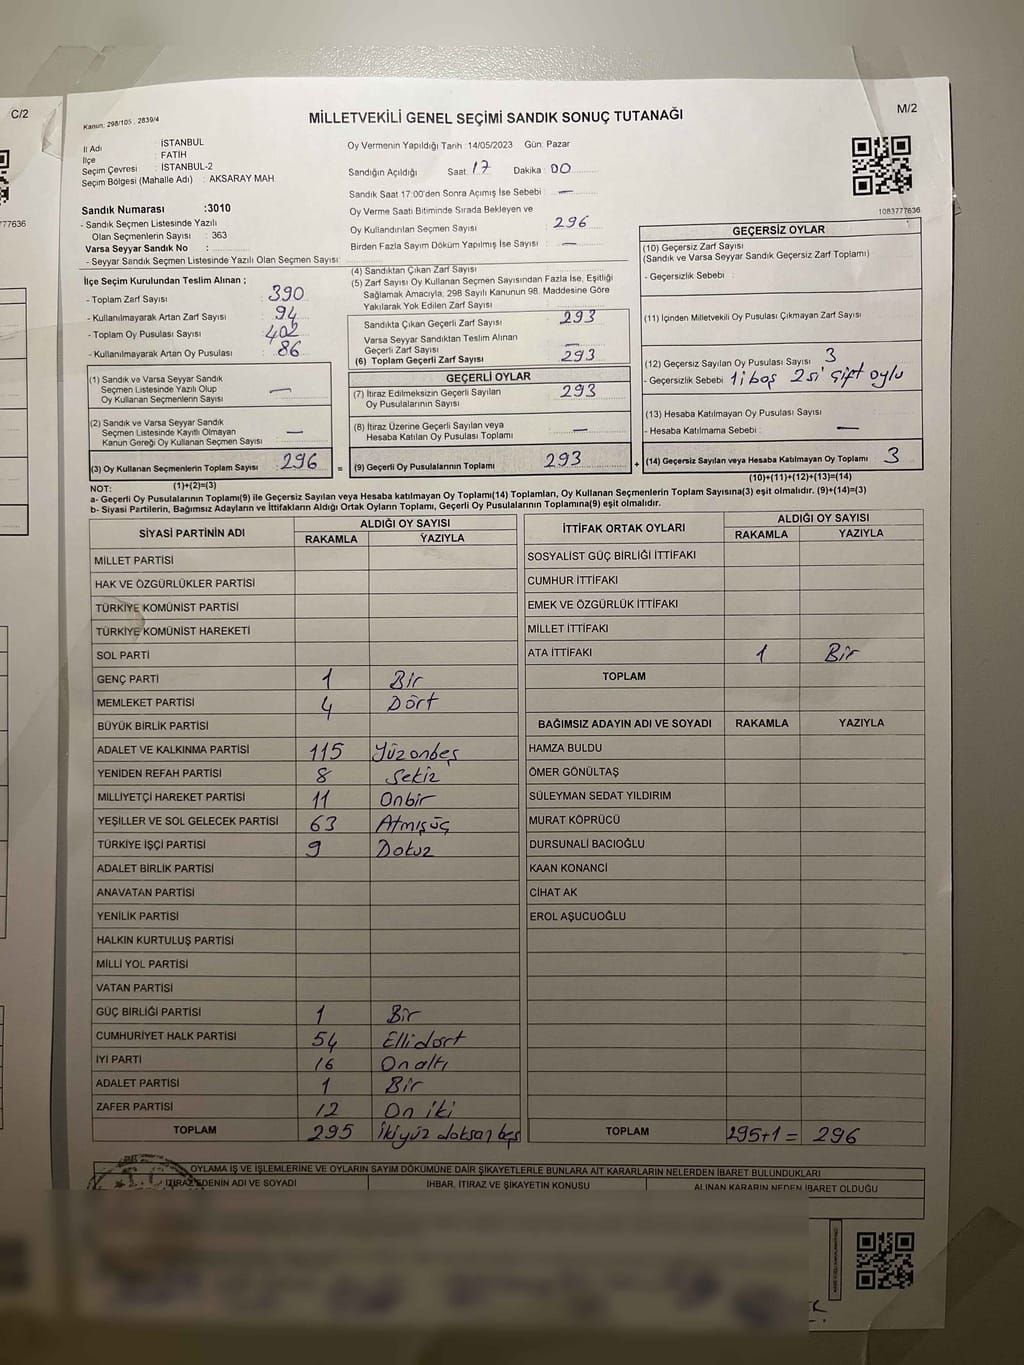 C/2
77636
M/2
Kanun: 298/105 , 2839/4
MİLLETVEKİLİ GENEL SEÇİMİ SANDIK SONUÇ TUTANAĞI
İl Adı : İSTANBUL
İlçe : FATİH
Seçim Çevresi : İSTANBUL-2
Seçim Bölgesi (Mahalle Adı) : AKSARAY MAH.
Oy Vermenin Yapıldığı Tarih :14/05/2023 Gün: Pazar
Sandığın Açıldığı Saat 17 Dakika : 00
Sandık Saat 17:00'den Sonra Açımış İse Sebebi : —
Oy Verme Saati Bitiminde Sırada Bekleyen ve
Oy Kullandırılan Seçmen Sayısı : 296
Birden Fazla Sayım Döküm Yapılmış İse Sayısı : —
1083777636
Sandık Numarası :3010
- Sandık Seçmen Listesinde Yazılı
Olan Seçmenlerin Sayısı : 363
Varsa Seyyar Sandık No :
- Seyyar Sandık Seçmen Listesinde Yazılı Olan Seçmen Sayısı:
İlçe Seçim Kurulundan Teslim Alınan ;
- Toplam Zarf Sayısı : 390
- Kullanılmayarak Artan Zarf Sayısı : 94
- Toplam Oy Pusulası Sayısı : 402
- Kullanılmayarak Artan Oy Pusulası : 86
(1) Sandık ve Varsa Seyyar Sandık
Seçmen Listesinde Yazılı Olup
Oy Kullanan Seçmenlerin Sayısı : —
(2) Sandık ve Varsa Seyyar Sandık
Seçmen Listesinde Kayıtlı Olmayan
Kanun Gereği Oy Kullanan Seçmen Sayısı : —
(3) Oy Kullanan Seçmenlerin Toplam Sayısı : 296 =
(1)+(2)=(3)
(4) Sandıktan Çıkan Zarf Sayısı :
(5) Zarf Sayısı Oy Kullanan Seçmen Sayısından Fazla İse, Eşitliği
Sağlamak Amacıyla; 298 Sayılı Kanunun 98. Maddesine Göre
Yakılarak Yok Edilen Zarf Sayısı :
Sandıkta Çıkan Geçerli Zarf Sayısı : 293
Varsa Seyyar Sandıktan Teslim Alınan
Geçerli Zarf Sayısı :
(6) Toplam Geçerli Zarf Sayısı : 293
GEÇERLİ OYLAR
(7) İtiraz Edilmeksizin Geçerli Sayılan
Oy Pusulalarının Sayısı : 293
(8) İtiraz Üzerine Geçerli Sayılan veya
Hesaba Katılan Oy Pusulası Toplamı : —
(9) Geçerli Oy Pusulalarının Toplamı : 293 +
GEÇERSİZ OYLAR
(10) Geçersiz Zarf Sayısı :
(Sandık ve Varsa Seyyar Sandık Geçersiz Zarf Toplamı)
- Geçersizlik Sebebi :
(11) İçinden Milletvekili Oy Pusulası Çıkmayan Zarf Sayısı
(12) Geçersiz Sayılan Oy Pusulası Sayısı : 3
- Geçersizlik Sebebi : 1i boş 2si çift oylu
(13) Hesaba Katılmayan Oy Pusulası Sayısı :
- Hesaba Katılmama Sebebi : —
(14) Geçersiz Sayılan veya Hesaba Katılmayan Oy Toplamı : 3
(10)+(11)+(12)+(13)=(14)
NOT:
a- Geçerli Oy Pusulalarının Toplamı(9) ile Geçersiz Sayılan veya Hesaba katılmayan Oy Toplamı(14) Toplamları, Oy Kullanan Seçmenlerin Toplam Sayısına(3) eşit olmalıdır. (9)+(14)=(3)
b- Siyasi Partilerin, Bağımsız Adayların ve İttifakların Aldığı Ortak Oyların Toplamı, Geçerli Oy Pusulalarının Toplamına(9) eşit olmalıdır.
SİYASİ PARTİNİN ADI ALDIĞI OY SAYISI
RAKAMLA YAZIYLA
MİLLET PARTİSİ
HAK VE ÖZGÜRLÜKLER PARTİSİ
TÜRKİYE KOMÜNİST PARTİSİ
TÜRKİYE KOMÜNİST HAREKETİ
SOL PARTİ
GENÇ PARTİ 1 Bir
MEMLEKET PARTİSİ 4 Dört
BÜYÜK BİRLİK PARTİSİ
ADALET VE KALKINMA PARTİSİ 115 Yüzonbeş
YENİDEN REFAH PARTİSİ 8 Sekiz
MİLLİYETÇİ HAREKET PARTİSİ 11 Onbir
YEŞİLLER VE SOL GELECEK PARTİSİ 63 Atmışüç
TÜRKİYE İŞÇİ PARTİSİ 9 Dokuz
ADALET BİRLİK PARTİSİ
ANAVATAN PARTİSİ
YENİLİK PARTİSİ
HALKIN KURTULUŞ PARTİSİ
MİLLİ YOL PARTİSİ
VATAN PARTİSİ
GÜÇ BİRLİĞİ PARTİSİ 1 Bir
CUMHURİYET HALK PARTİSİ 54 Ellidört
İYİ PARTİ 16 Onaltı
ADALET PARTİSİ 1 Bir
ZAFER PARTİSİ 12 On iki
TOPLAM 295 İkiyüz doksan beş
İTTİFAK ORTAK OYLARI ALDIĞI OY SAYISI
RAKAMLA YAZIYLA
SOSYALİST GÜÇ BİRLİĞİ İTTİFAKI
CUMHUR İTTİFAKI
EMEK VE ÖZGÜRLÜK İTTİFAKI
MİLLET İTTİFAKI
ATA İTTİFAKI 1 Bir
TOPLAM
BAĞIMSIZ ADAYIN ADI VE SOYADI RAKAMLA YAZIYLA
HAMZA BULDU
ÖMER GÖNÜLTAŞ
SÜLEYMAN SEDAT YILDIRIM
MURAT KÖPRÜCÜ
DURSUNALİ BACIOĞLU
KAAN KONANCİ
CİHAT AK
EROL AŞUCUOĞLU
TOPLAM 295+1 = 296
OYLAMA İŞ VE İŞLEMLERİNE VE OYLARIN SAYIM DÖKÜMÜNE DAİR ŞİKAYETLERLE BUNLARA AİT KARARLARIN NELERDEN İBARET BULUNDUKLARI
T.C.
İTİRAZ EDENİN ADI VE SOYADI İHBAR, İTİRAZ VE ŞİKAYETİN KONUSU ALINAN KARARIN NEDEN İBARET OLDUĞU